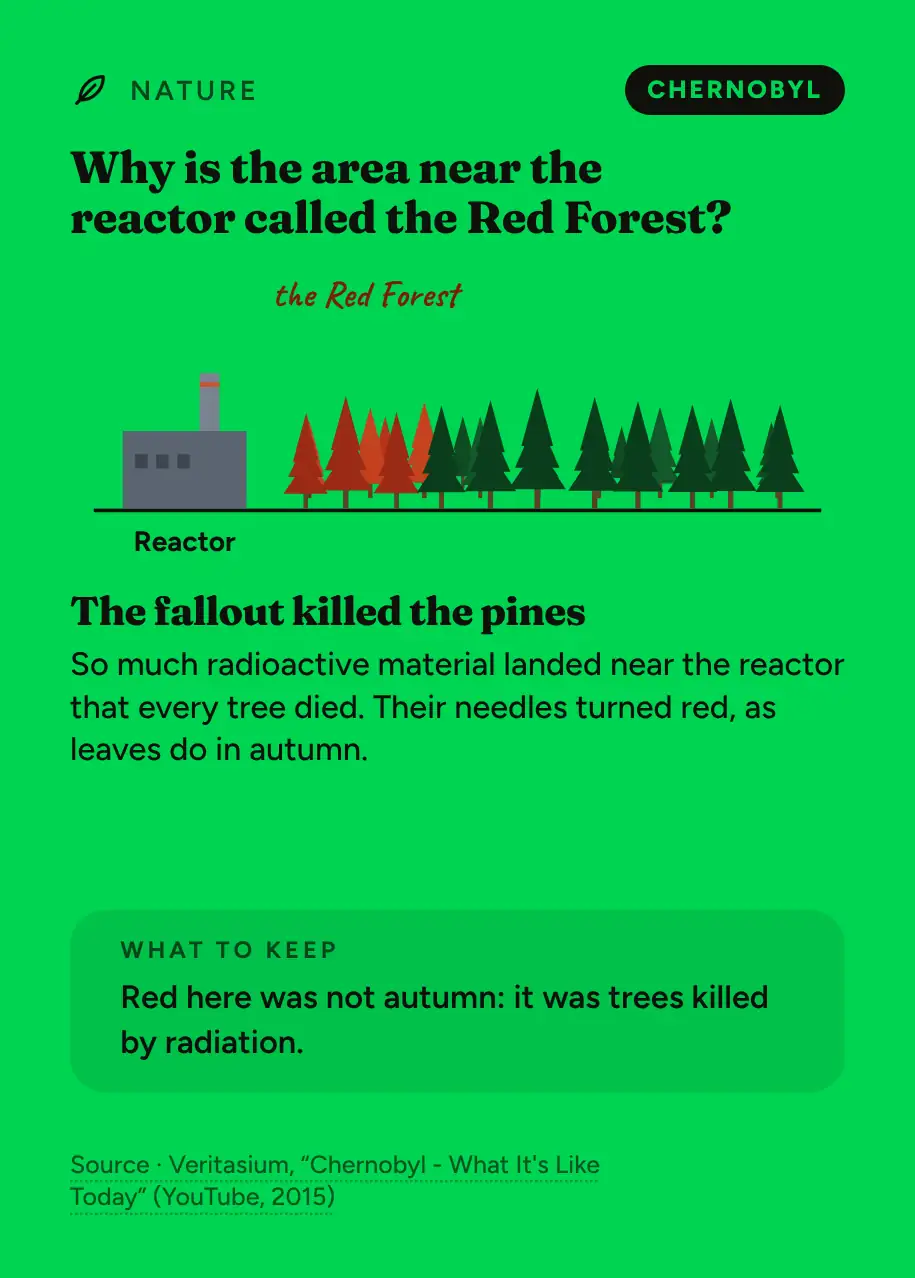 NATURE
CHERNOBYL
Why is the area near the
reactor called the Red Forest?
the Red Forest
Reactor
The fallout killed the pines
So much radioactive material landed near the reactor
that every tree died. Their needles turned red, as
leaves do in autumn.
WHAT TO KEEP
Red here was not autumn: it was trees killed
by radiation.
Source · Veritasium, “Chernobyl - What It's Like
Today” (YouTube, 2015)